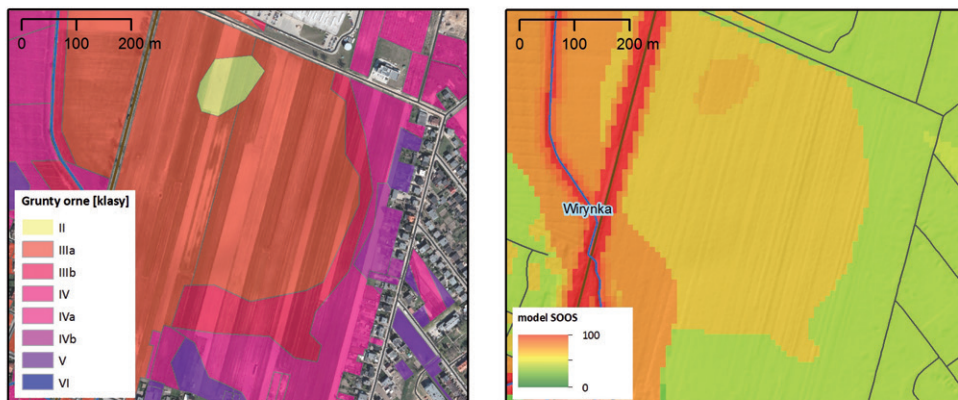 0 100 200 m
Grunty orne [klasy]
II
IIIa
IIIb
IV
IVa
IVb
V
VI
0 100 200 m
Wirynka
model SOOS
100
0